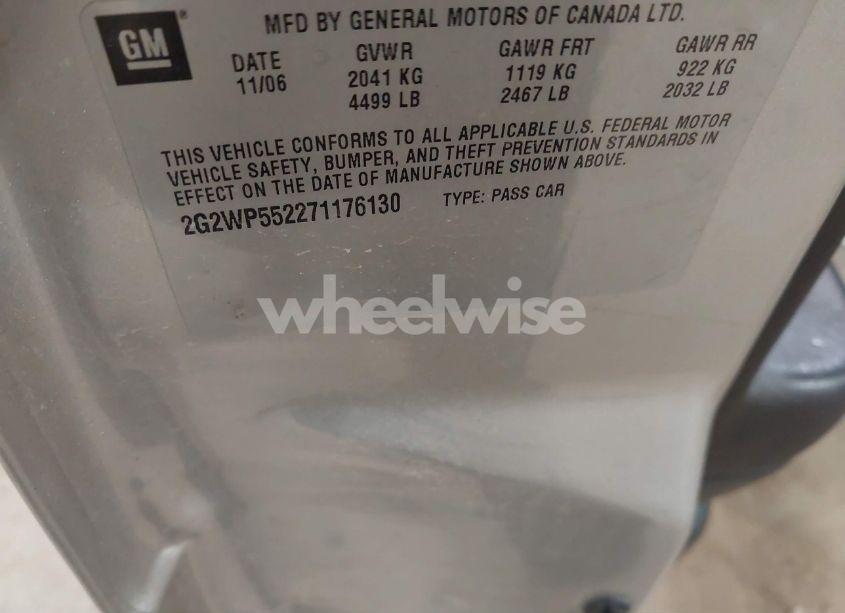 GM®
MFD BY GENERAL MOTORS OF CANADA LTD.
DATE GVWR GAWR FRT GAWR RR
11/06 2041 KG 1119 KG 922 KG
4499 LB 2467 LB 2032 LB
THIS VEHICLE CONFORMS TO ALL APPLICABLE U.S. FEDERAL MOTOR
VEHICLE SAFETY, BUMPER, AND THEFT PREVENTION STANDARDS IN
EFFECT ON THE DATE OF MANUFACTURE SHOWN ABOVE.
2G2WP552271176130 TYPE: PASS CAR
wheelwise